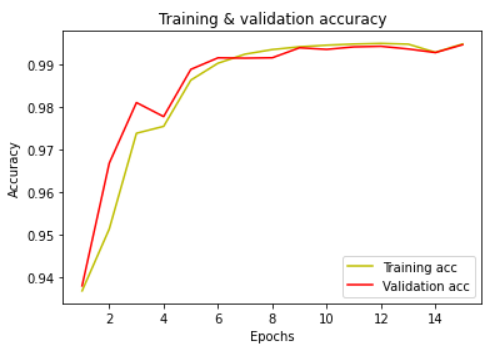 Training & validation accuracy
Accuracy
0.99
0.98
0.97
0.96
0.95
0.94
Training acc
Validation acc
2 4 6 8 10 12 14
Epochs